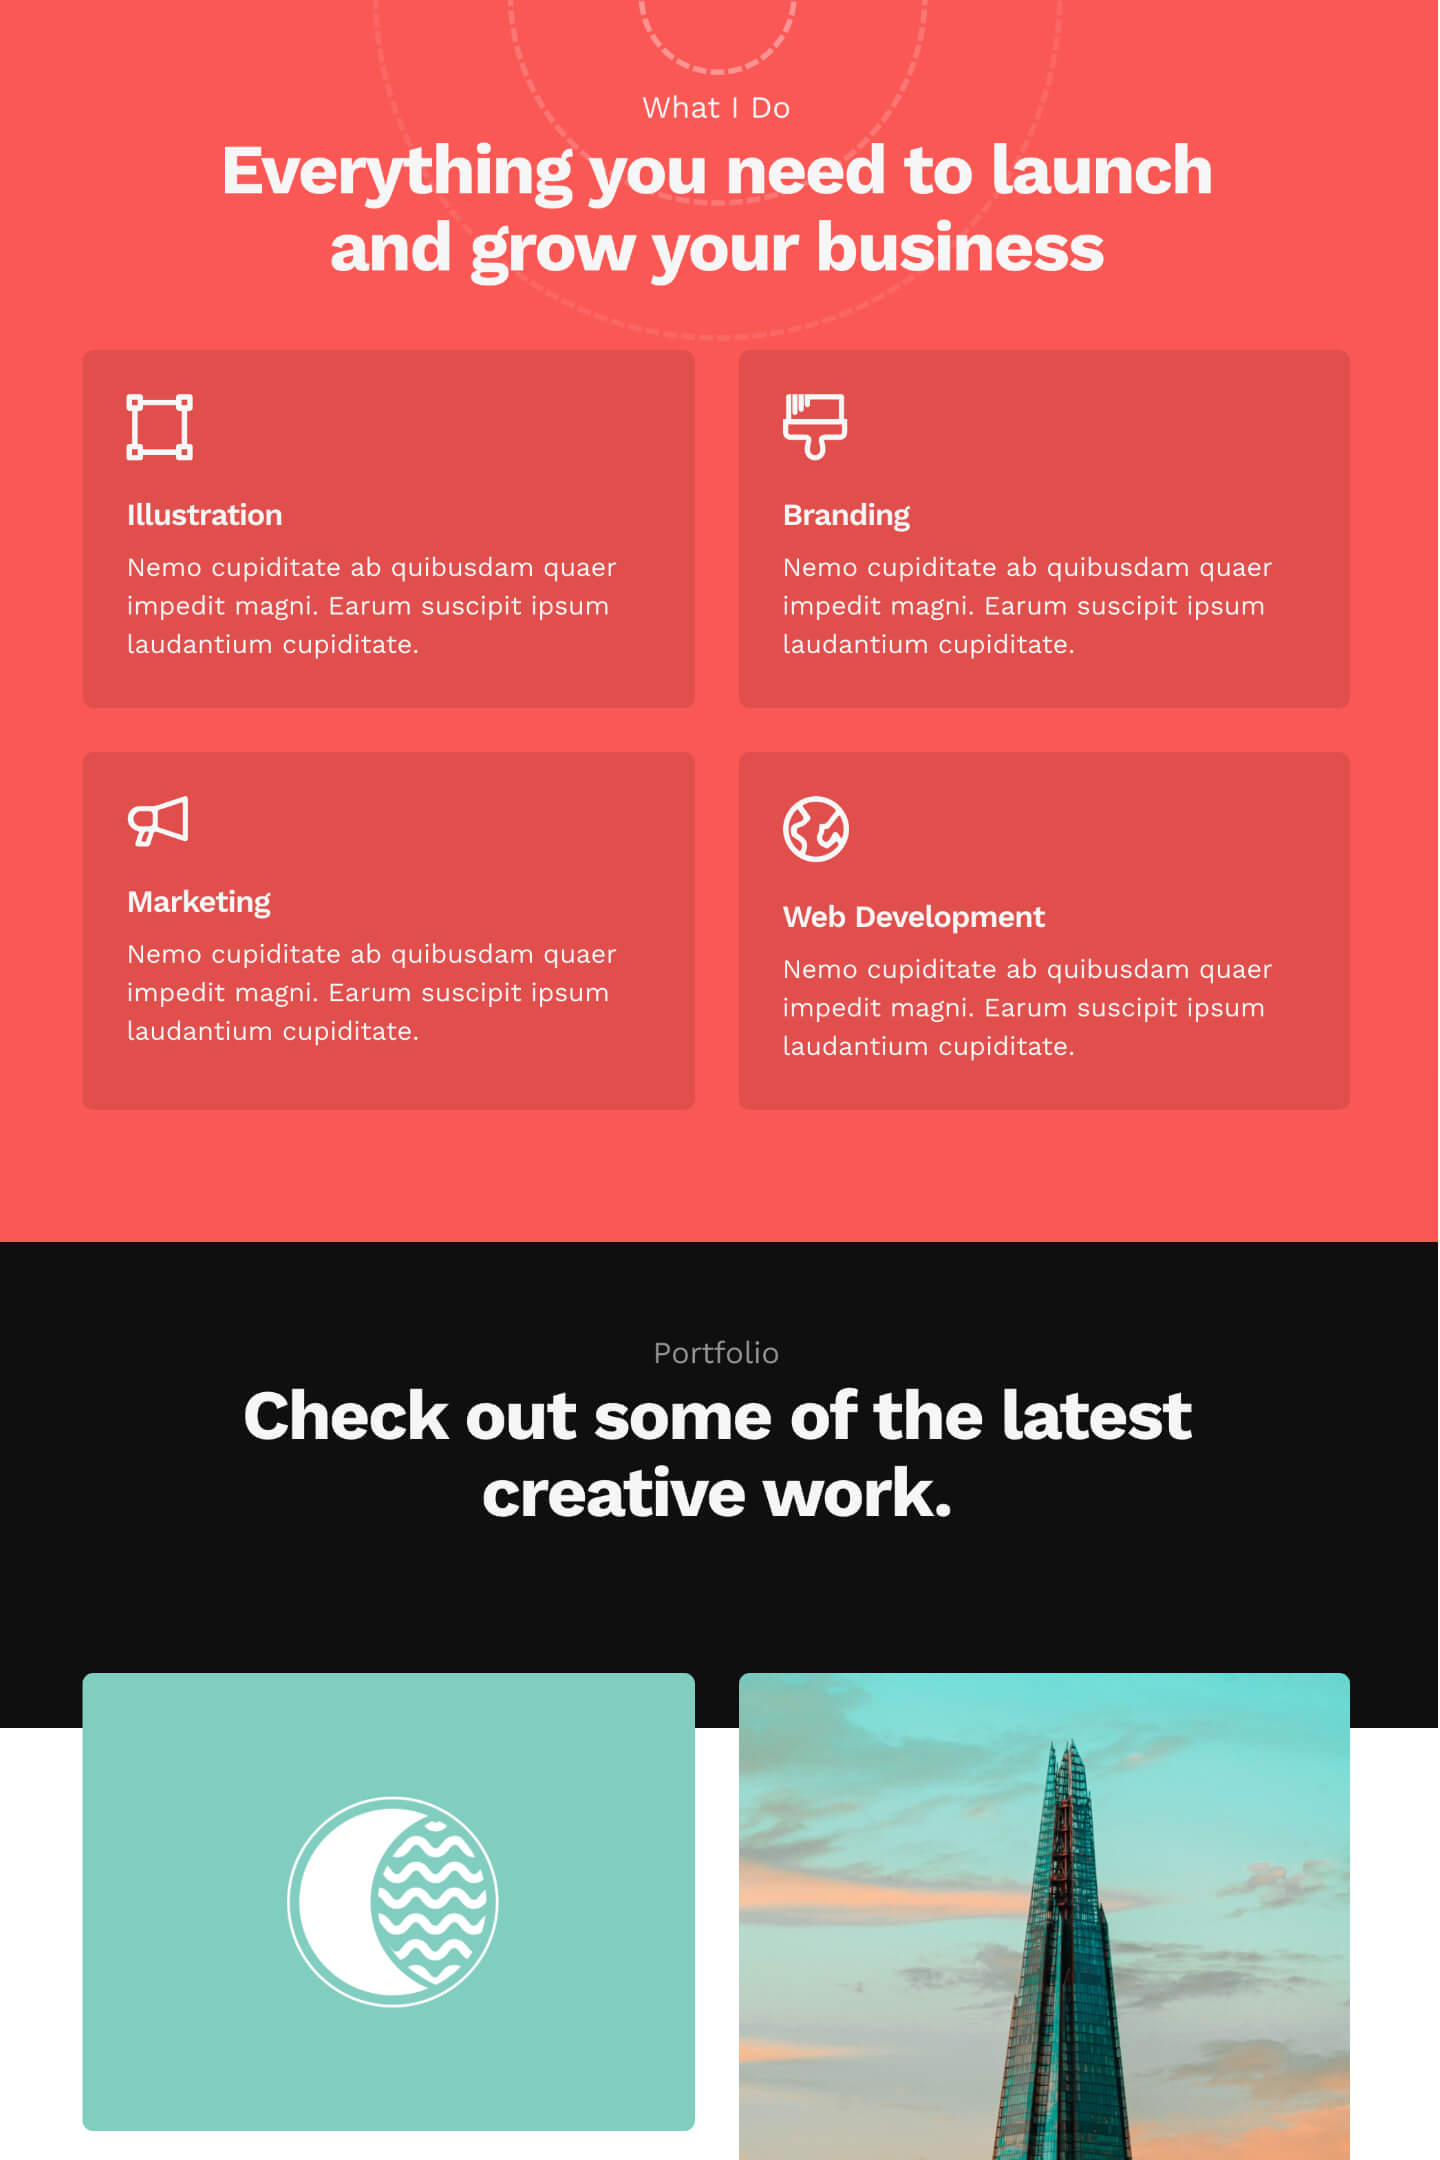 What I Do
Everything you need to launch
and grow your business
Illustration
Nemo cupiditate ab quibusdam quaer
impedit magni. Earum suscipit ipsum
laudantium cupiditate.
Branding
Nemo cupiditate ab quibusdam quaer
impedit magni. Earum suscipit ipsum
laudantium cupiditate.
Marketing
Nemo cupiditate ab quibusdam quaer
impedit magni. Earum suscipit ipsum
laudantium cupiditate.
Web Development
Nemo cupiditate ab quibusdam quaer
impedit magni. Earum suscipit ipsum
laudantium cupiditate.
Portfolio
Check out some of the latest
creative work.